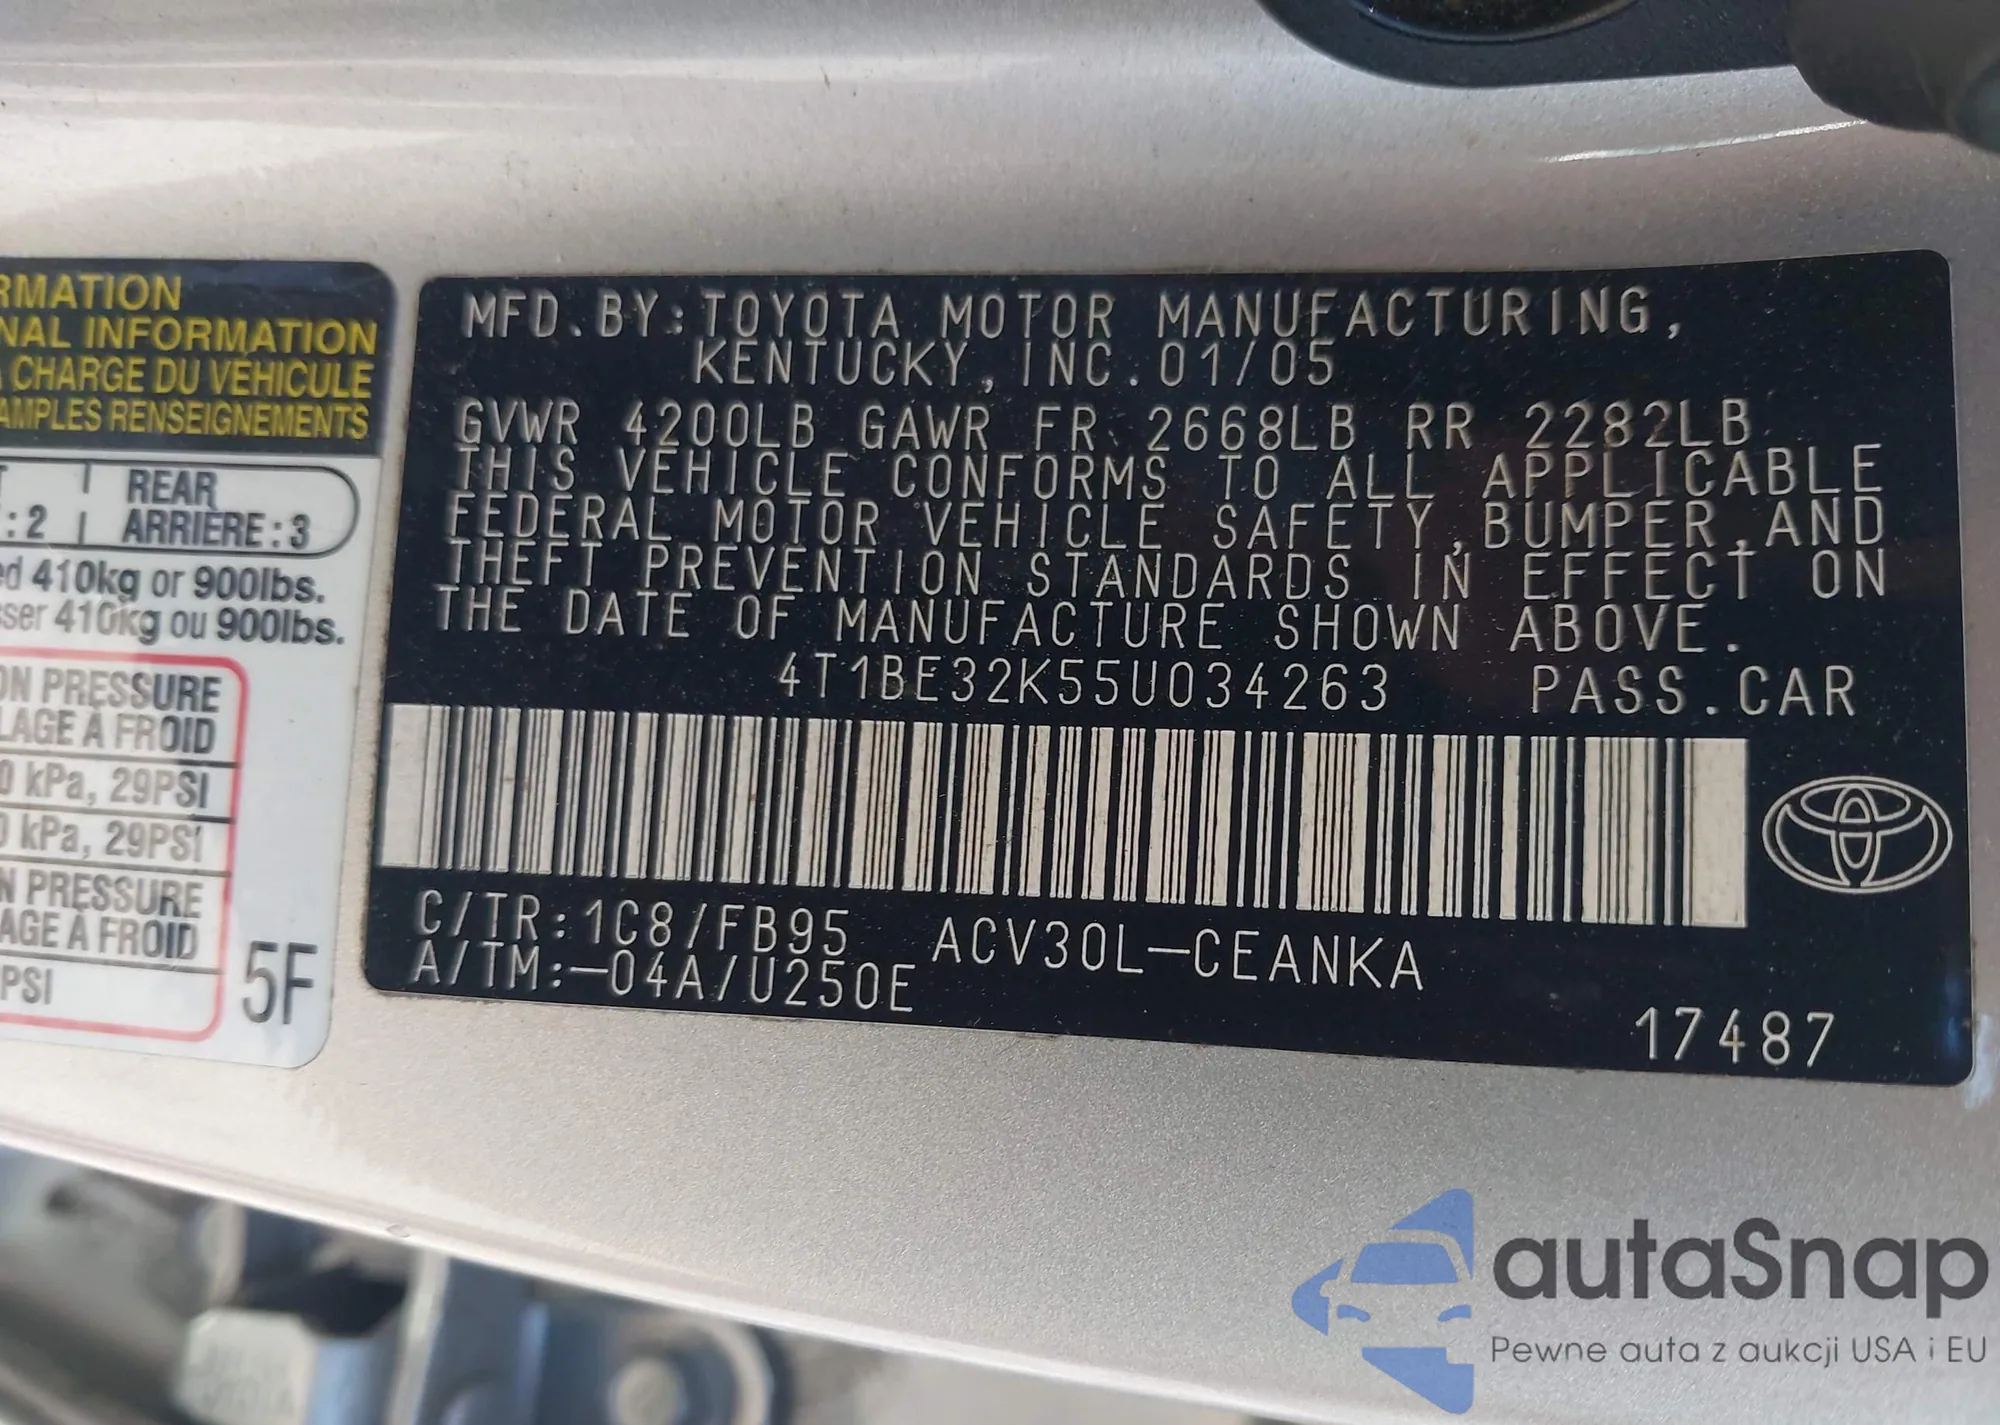 RMATION
NAL INFORMATION
CHARGE DU VÉHICULE
AMPLES RENSEIGNEMENTS
REAR
: 2 ARRIÈRE : 3
ed 410kg or 900lbs.
sser 410kg ou 900lbs.
ON PRESSURE
LAGE À FROID
0 kPa, 29PSI
0 kPa, 29PSI
N PRESSURE
AGE À FROID
PSI
5F
MFD. BY: TOYOTA MOTOR MANUFACTURING,
KENTUCKY, INC. 01/05
GVWR 4200LB GAWR FR 2668LB RR 2282LB
THIS VEHICLE CONFORMS TO ALL APPLICABLE
FEDERAL MOTOR VEHICLE SAFETY, BUMPER, AND
THEFT PREVENTION STANDARDS IN EFFECT ON
THE DATE OF MANUFACTURE SHOWN ABOVE.
4T1BE32K55U034263 PASS. CAR
C/TR: 1C8/FB95 ACV30L-CEANKA
A/TM: -04A/U250E
17487
autaSnap
Pewne auta z aukcji USA i EU